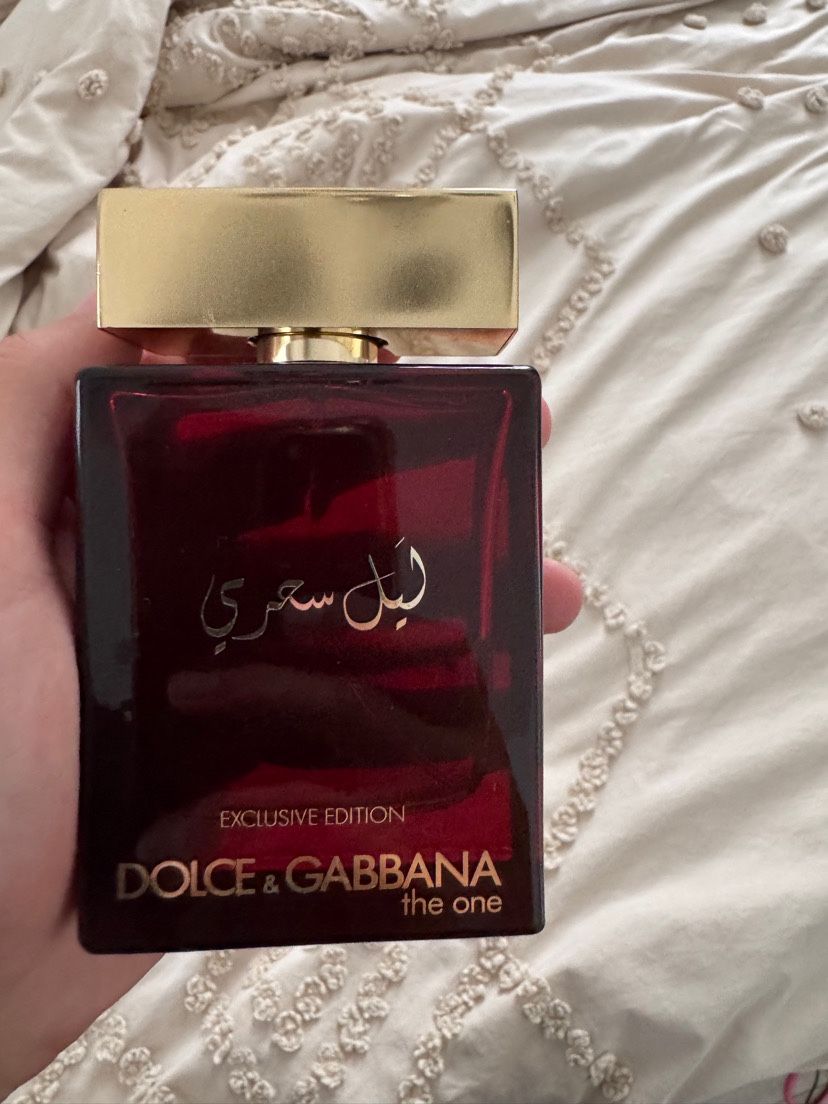 لَيل سحري
EXCLUSIVE EDITION
DOLCE & GABBANA
the one